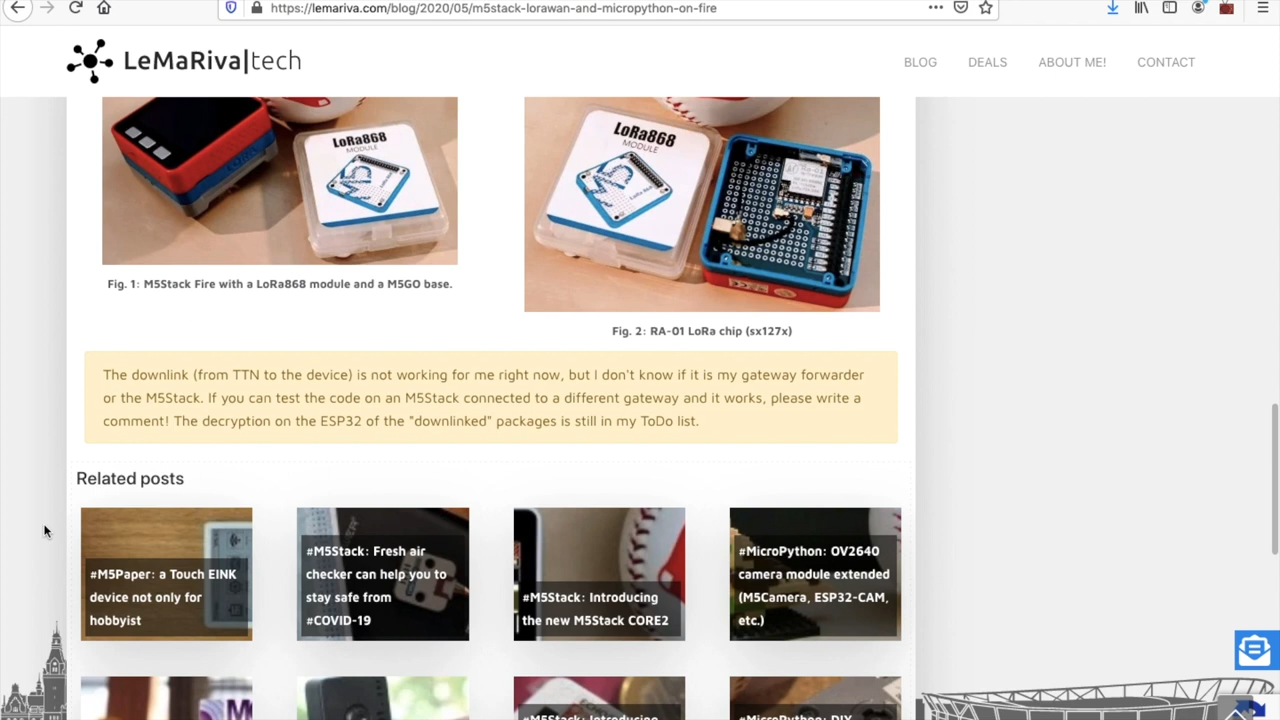 https://lemariva.com/blog/2020/05/m5stack-lorawan-and-micropython-on-fire
LeMaRiva|tech
BLOG
DEALS
ABOUT ME!
CONTACT
LoRa868
MODULE
LoRa868
MODULE
Fig. 1: M5Stack Fire with a LoRa868 module and a M5GO base.
Fig. 2: RA-01 LoRa chip (sx127x)
The downlink (from TTN to the device) is not working for me right now, but I don't know if it is my gateway forwarder
or the M5Stack. If you can test the code on an M5Stack connected to a different gateway and it works, please write a
comment! The decryption on the ESP32 of the "downlinked" packages is still in my ToDo list.
Related posts
#M5Paper: a Touch EINK
device not only for
hobbyist
#M5Stack: Fresh air
checker can help you to
stay safe from
#COVID-19
#M5Stack: Introducing
the new M5Stack CORE2
#MicroPython: OV2640
camera module extended
(M5Camera, ESP32-CAM,
etc.)
#M5Stack: Introducing
#MicroPython: DIY